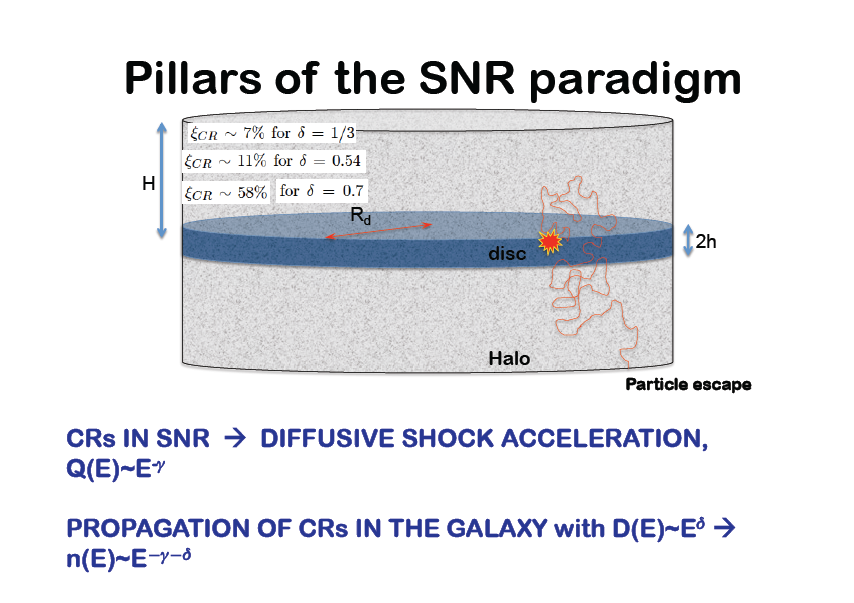 Pillars of the SNR paradigm
ξCR ∼ 7% for δ = 1/3
ξCR ∼ 11% for δ = 0.54
ξCR ∼ 58% for δ = 0.7
H
Rd
2h
disc
Halo
Particle escape
CRs IN SNR → DIFFUSIVE SHOCK ACCELERATION,
Q(E)~E-γ
PROPAGATION OF CRs IN THE GALAXY with D(E)~Eδ →
n(E)~E−γ−δ